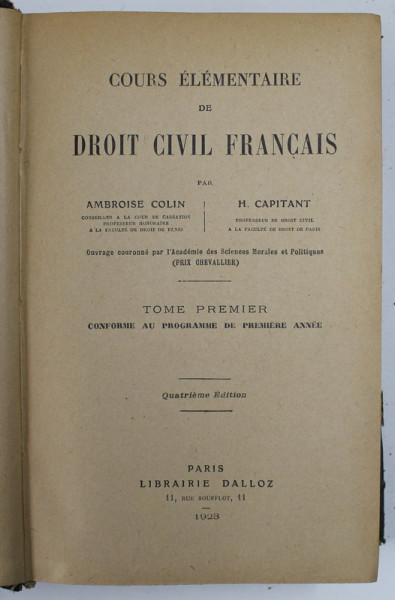 COURS ÉLÉMENTAIRE
DE
DROIT CIVIL FRANÇAIS
PAR
AMBROISE COLIN
CONSEILLER A LA COUR DE CASSATION
PROFESSEUR HONORAIRE
A LA FACULTÉ DE DROIT DE PARIS
H. CAPITANT
PROFESSEUR DE DROIT CIVIL
A LA FACULTÉ DE DROIT DE PARIS
Ouvrage couronné par l'Académie des Sciences Morales et Politiques
(PRIX CHEVALLIER)
TOME PREMIER
CONFORME AU PROGRAMME DE PREMIÈRE ANNÉE
Quatrième Édition
PARIS
LIBRAIRIE DALLOZ
11, RUE SOUFFLOT, 11
1923